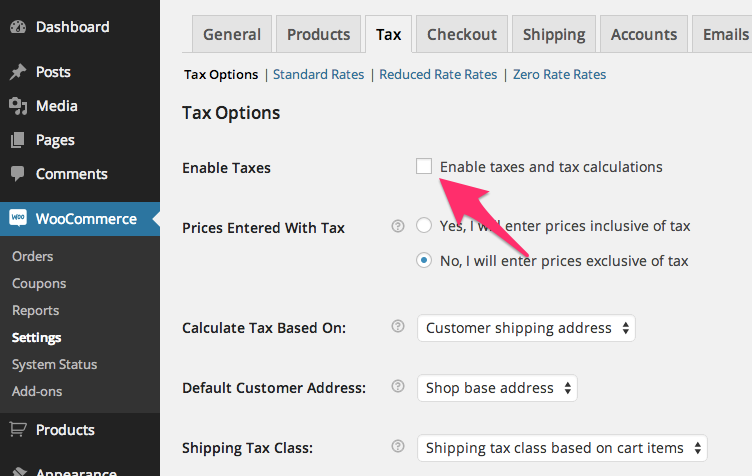 Dashboard
Posts
Media
Pages
Comments
WOO WooCommerce
Orders
Coupons
Reports
Settings
System Status
Add-ons
Products
Appearance
General Products Tax Checkout Shipping Accounts Emails
Tax Options | Standard Rates | Reduced Rate Rates | Zero Rate Rates
Tax Options
Enable Taxes Enable taxes and tax calculations
Prices Entered With Tax ? Yes, I will enter prices inclusive of tax
No, I will enter prices exclusive of tax
Calculate Tax Based On: ? Customer shipping address
Default Customer Address: ? Shop base address
Shipping Tax Class: ? Shipping tax class based on cart items